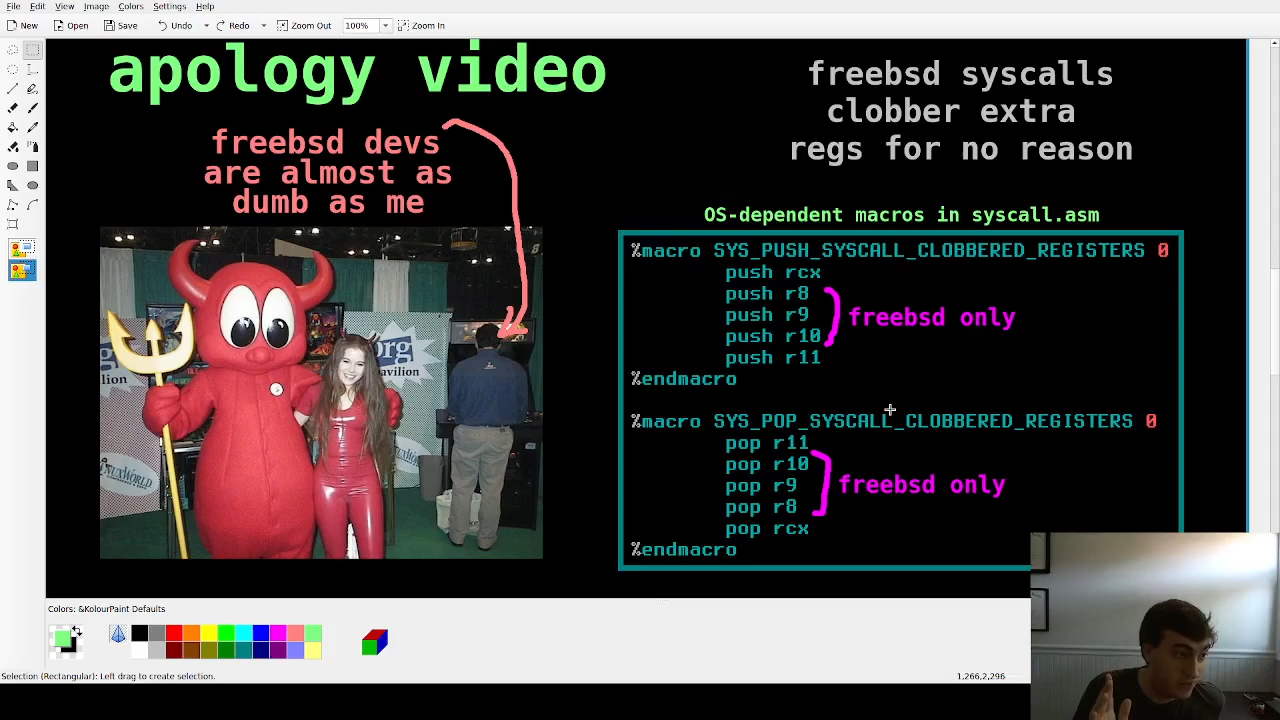 File Edit View Image Colors Settings Help
New Open Save Undo Redo Zoom Out 100% Zoom In
apology video
freebsd devs
are almost as
dumb as me
freebsd syscalls
clobber extra
regs for no reason
OS-dependent macros in syscall.asm
%macro SYS_PUSH_SYSCALL_CLOBBERED_REGISTERS 0
push rcx
push r8
push r9
push r10
push r11
%endmacro
freebsd only
%macro SYS_POP_SYSCALL_CLOBBERED_REGISTERS 0
pop r11
pop r10
pop r9
pop r8
pop rcx
%endmacro
freebsd only
org
pavilion
LINUXWORLD
Colors: &KolourPaint Defaults
Selection (Rectangular): Left drag to create selection.
1,266,2,296